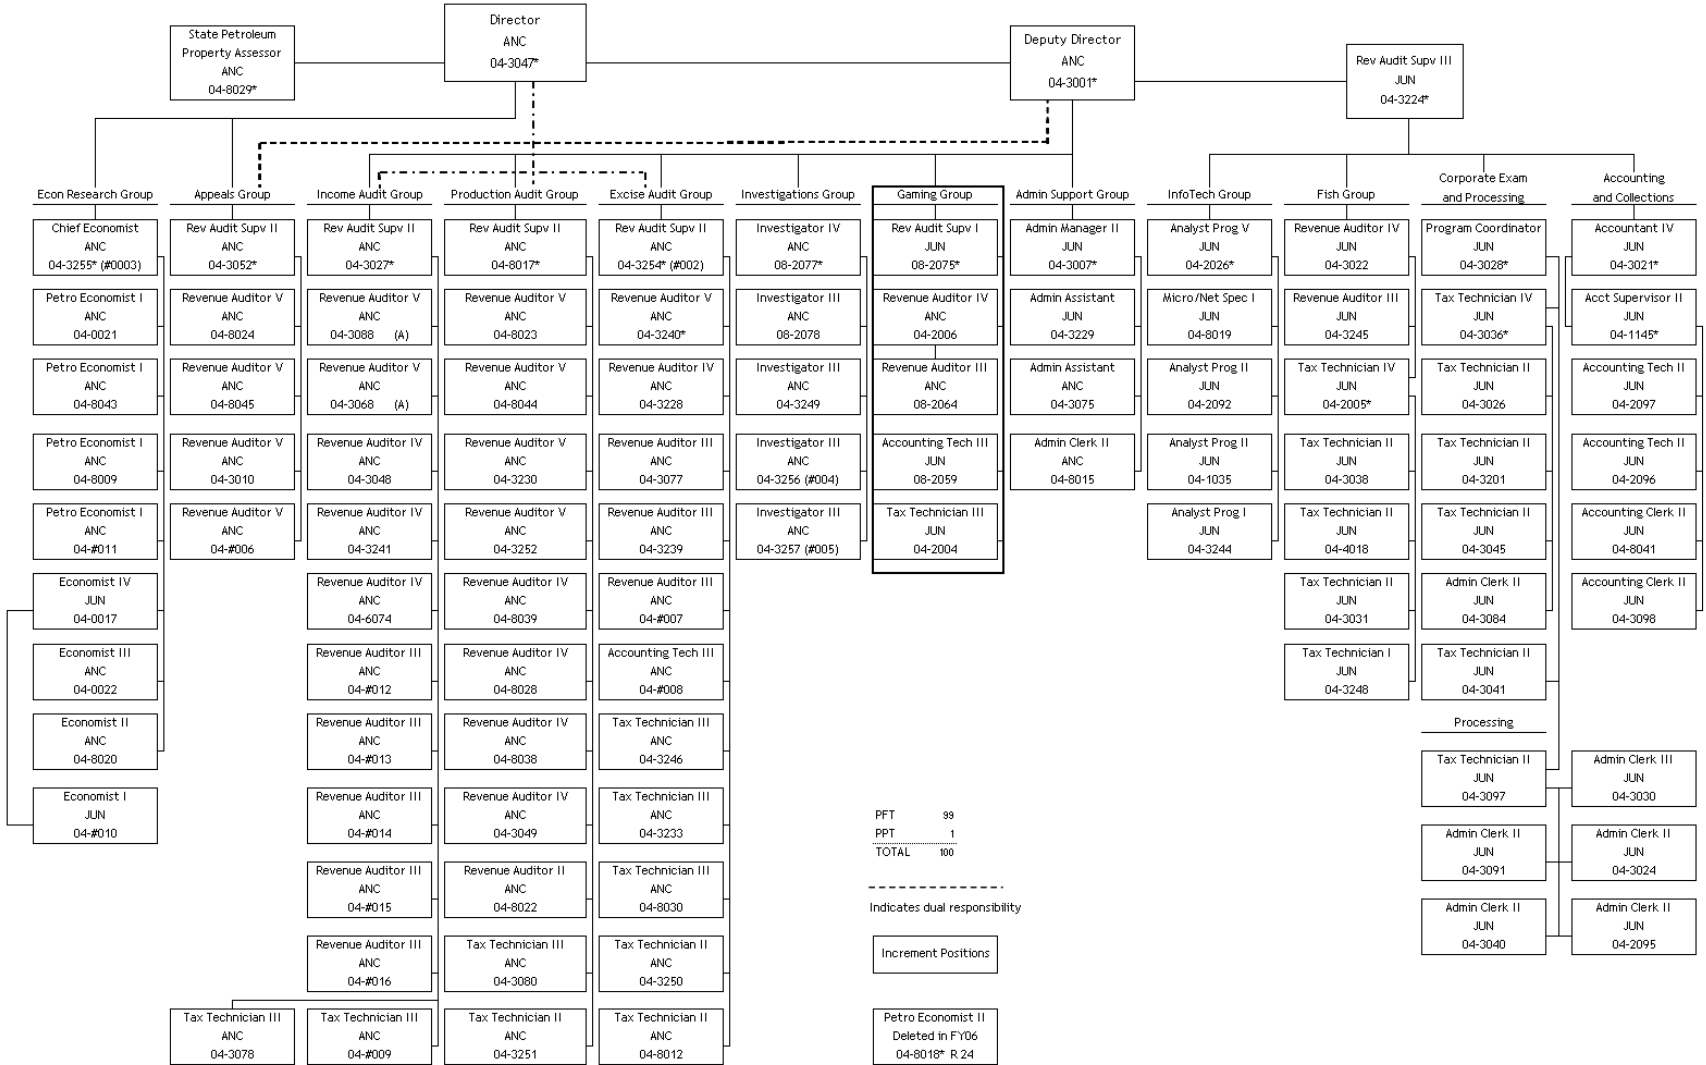 State Petroleum
Property Assessor
ANC
04-8029*
Director
ANC
04-3047*
Deputy Director
ANC
04-3001*
Rev Audit Supv III
JUN
04-3224*
Econ Research Group
Chief Economist
ANC
04-3255* (#0003)
Petro Economist I
ANC
04-0021
Petro Economist I
ANC
04-8043
Petro Economist I
ANC
04-8009
Petro Economist I
ANC
04-#011
Economist IV
JUN
04-0017
Economist III
ANC
04-0022
Economist II
ANC
04-8020
Economist I
JUN
04-#010
Appeals Group
Rev Audit Supv II
ANC
04-3052*
Revenue Auditor V
ANC
04-8024
Revenue Auditor V
ANC
04-8045
Revenue Auditor V
ANC
04-3010
Revenue Auditor V
ANC
04-#006
Tax Technician III
ANC
04-3078
Income Audit Group
Rev Audit Supv II
ANC
04-3027*
Revenue Auditor V
ANC
04-3088 (A)
Revenue Auditor V
ANC
04-3068 (A)
Revenue Auditor IV
ANC
04-3048
Revenue Auditor IV
ANC
04-3241
Revenue Auditor IV
ANC
04-6074
Revenue Auditor III
ANC
04-#012
Revenue Auditor III
ANC
04-#013
Revenue Auditor III
ANC
04-#014
Revenue Auditor III
ANC
04-#015
Revenue Auditor III
ANC
04-#016
Tax Technician III
ANC
04-#009
Production Audit Group
Rev Audit Supv II
ANC
04-8017*
Revenue Auditor V
ANC
04-8023
Revenue Auditor V
ANC
04-8044
Revenue Auditor V
ANC
04-3230
Revenue Auditor V
ANC
04-3252
Revenue Auditor IV
ANC
04-8039
Revenue Auditor IV
ANC
04-8028
Revenue Auditor IV
ANC
04-8038
Revenue Auditor IV
ANC
04-3049
Revenue Auditor II
ANC
04-8022
Tax Technician III
ANC
04-3080
Tax Technician II
ANC
04-3251
Excise Audit Group
Rev Audit Supv II
ANC
04-3254* (#002)
Revenue Auditor V
ANC
04-3240*
Revenue Auditor IV
ANC
04-3228
Revenue Auditor III
ANC
04-3077
Revenue Auditor III
ANC
04-3239
Revenue Auditor III
ANC
04-#007
Accounting Tech III
ANC
04-#008
Tax Technician III
ANC
04-3246
Tax Technician III
ANC
04-3233
Tax Technician III
ANC
04-8030
Tax Technician II
ANC
04-3250
Tax Technician II
ANC
04-8012
Investigations Group
Investigator IV
ANC
08-2077*
Investigator III
ANC
08-2078
Investigator III
ANC
04-3249
Investigator III
ANC
04-3256 (#004)
Investigator III
ANC
04-3257 (#005)
Gaming Group
Rev Audit Supv I
JUN
08-2075*
Revenue Auditor IV
ANC
04-2006
Revenue Auditor III
ANC
08-2064
Accounting Tech III
JUN
08-2059
Tax Technician III
JUN
04-2004
Admin Support Group
Admin Manager II
JUN
04-3007*
Admin Assistant
JUN
04-3229
Admin Assistant
ANC
04-3075
Admin Clerk II
ANC
04-8015
InfoTech Group
Analyst Prog V
JUN
04-2026*
Micro/Net Spec I
JUN
04-8019
Analyst Prog II
JUN
04-2092
Analyst Prog II
JUN
04-1035
Analyst Prog I
JUN
04-3244
Fish Group
Revenue Auditor IV
JUN
04-3022
Revenue Auditor III
JUN
04-3245
Tax Technician IV
JUN
04-2005*
Tax Technician II
JUN
04-3038
Tax Technician II
JUN
04-4018
Tax Technician II
JUN
04-3031
Tax Technician I
JUN
04-3248
Corporate Exam
and Processing
Program Coordinator
JUN
04-3028*
Tax Technician IV
JUN
04-3036*
Tax Technician II
JUN
04-3026
Tax Technician II
JUN
04-3201
Tax Technician II
JUN
04-3045
Admin Clerk II
JUN
04-3084
Tax Technician II
JUN
04-3041
Processing
Tax Technician II
JUN
04-3097
Admin Clerk II
JUN
04-3091
Admin Clerk II
JUN
04-3040
Accounting
and Collections
Accountant IV
JUN
04-3021*
Acct Supervisor II
JUN
04-1145*
Accounting Tech II
JUN
04-2097
Accounting Tech II
JUN
04-2096
Accounting Clerk II
JUN
04-8041
Accounting Clerk II
JUN
04-3098
Admin Clerk III
JUN
04-3030
Admin Clerk II
JUN
04-3024
Admin Clerk II
JUN
04-2095
PFT 99
PPT 1
TOTAL 100
Indicates dual responsibility
Increment Positions
Petro Economist II
Deleted in FY06
04-8018* R 24